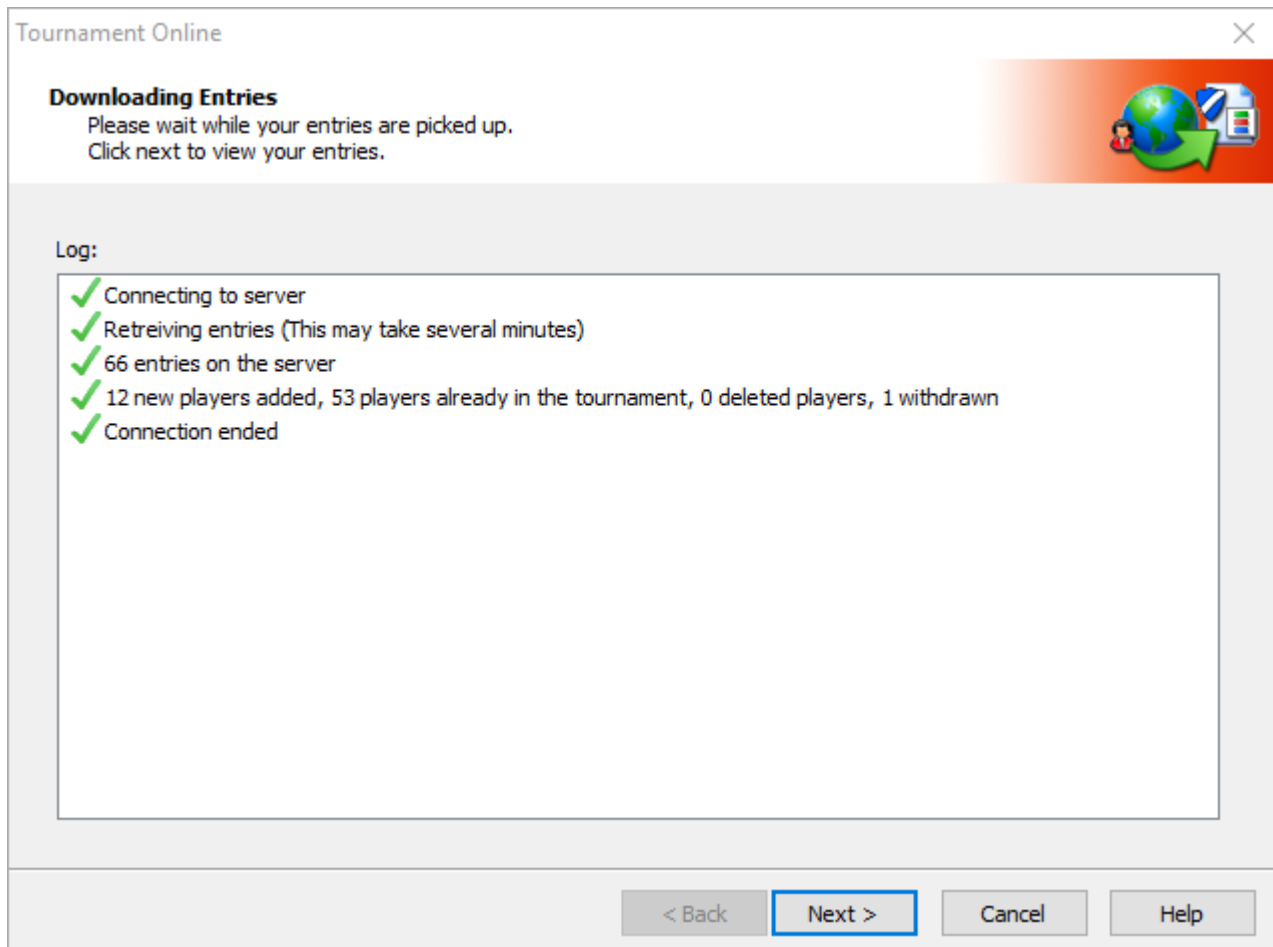 Tournament Online
Downloading Entries
Please wait while your entries are picked up.
Click next to view your entries.
Log:
Connecting to server
Retreiving entries (This may take several minutes)
66 entries on the server
12 new players added, 53 players already in the tournament, 0 deleted players, 1 withdrawn
Connection ended
< Back Next > Cancel Help